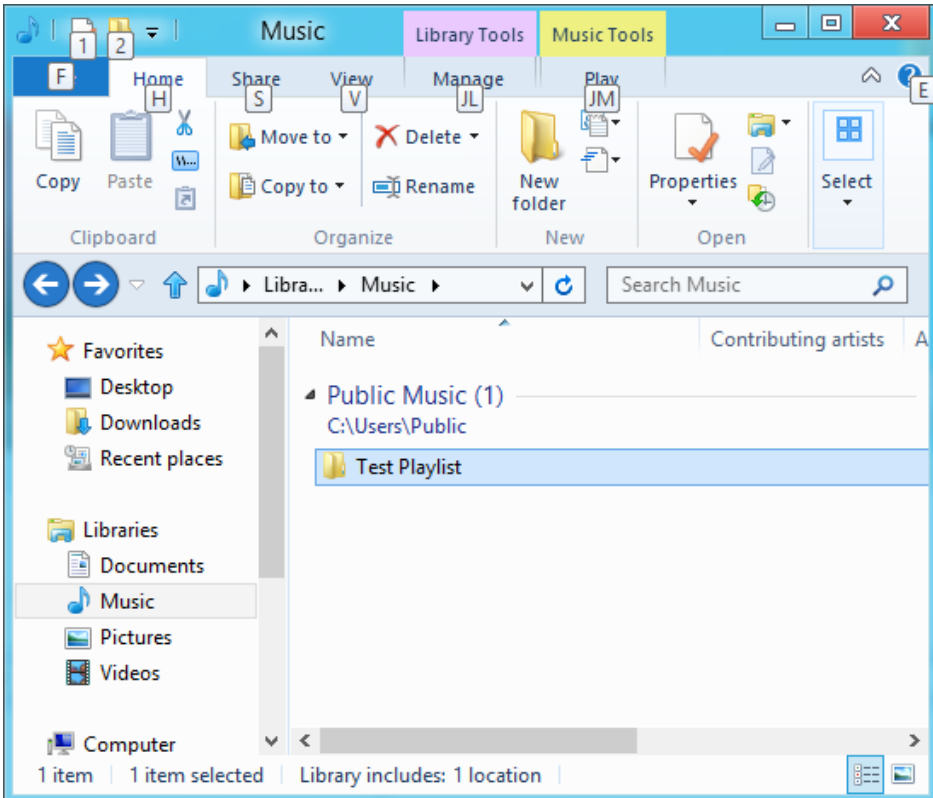 Music
Library Tools
Music Tools
1
2
F
Home
Share
View
Manage
Play
H
S
V
JL
JM
E
Copy
Paste
Move to
Copy to
Delete
Rename
New
folder
Properties
Select
Clipboard
Organize
New
Open
Libra...
Music
Search Music
Favorites
Desktop
Downloads
Recent places
Libraries
Documents
Music
Pictures
Videos
Computer
Name
Contributing artists
A
Public Music (1)
C:\Users\Public
Test Playlist
1 item
1 item selected
Library includes: 1 location